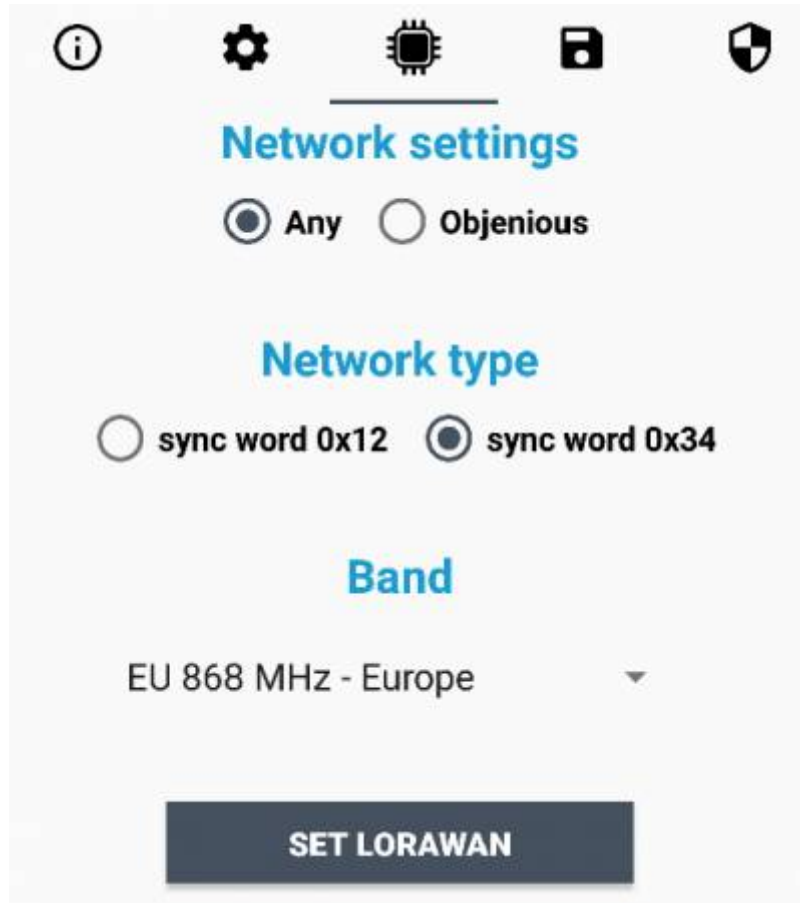 Network settings
Any Objenious
Network type
sync word 0x12 sync word 0x34
Band
EU 868 MHz - Europe
SET LORAWAN